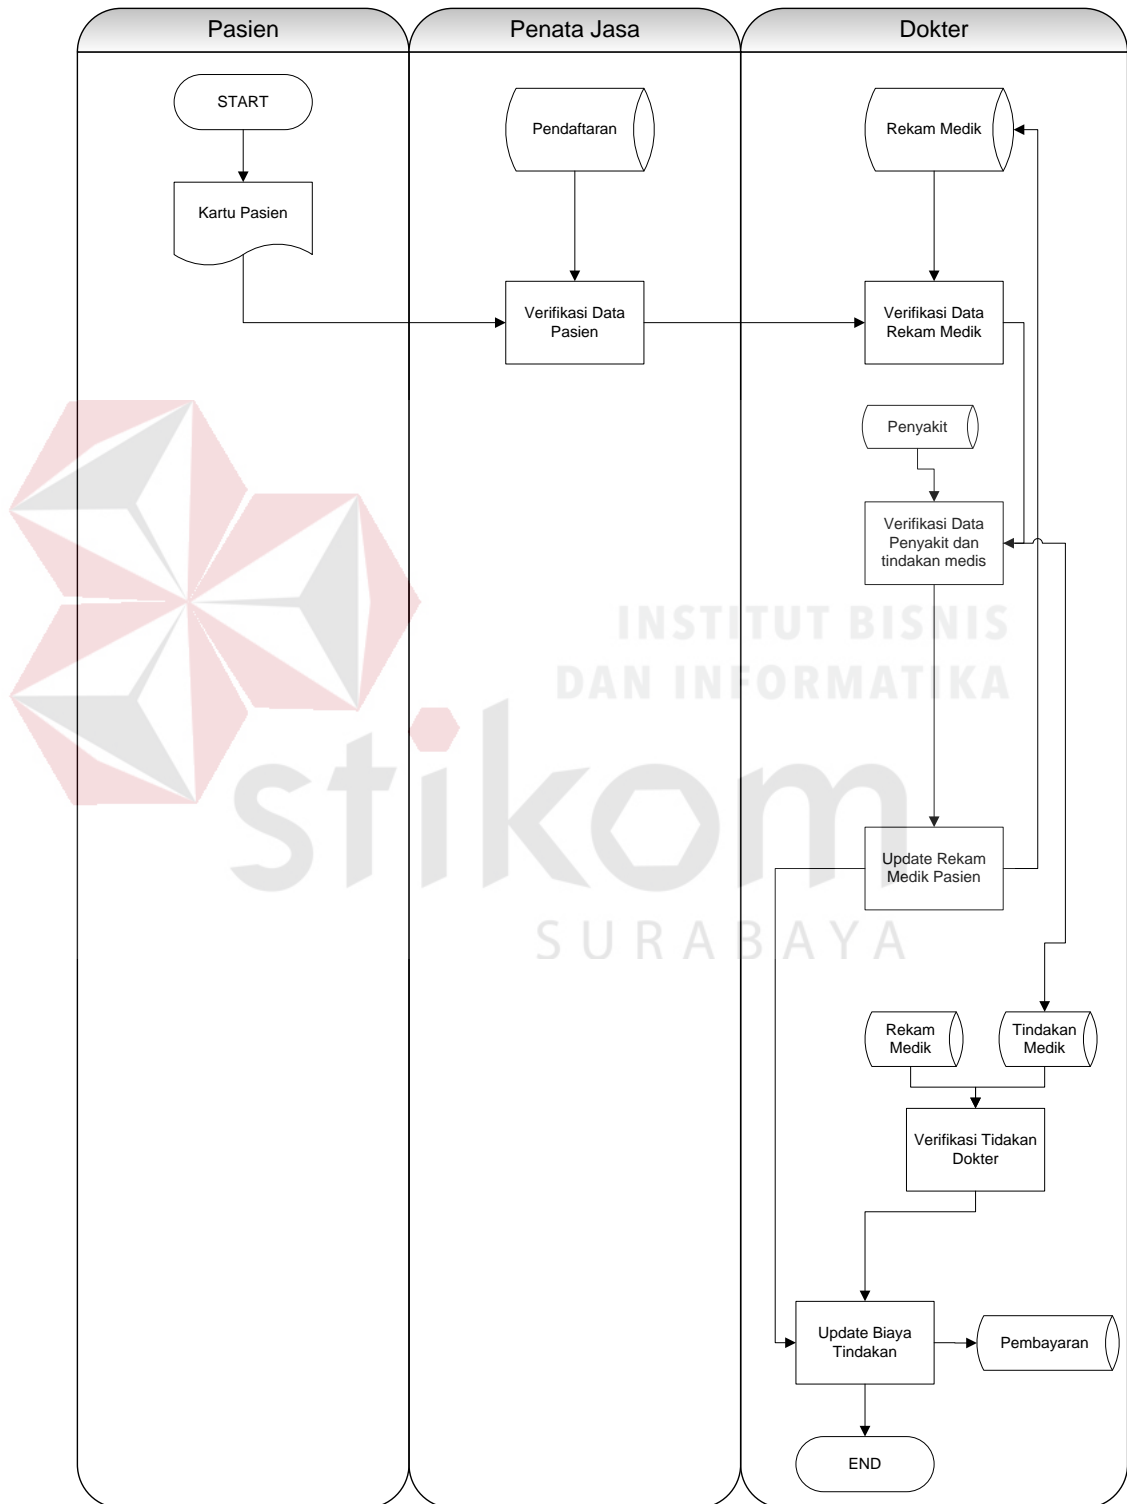 Pasien
Penata Jasa
Dokter
START
Pendaftaran
Rekam Medik
Kartu Pasien
Verifikasi Data
Pasien
Verifikasi Data
Rekam Medik
Penyakit
Verifikasi Data
Penyakit dan
tindakan medis
INSTITUT BISNIS
DAN INFORMATIKA
stikom
SURABAYA
Update Rekam
Medik Pasien
Rekam
Medik
Tindakan
Medik
Verifikasi Tidakan
Dokter
Update Biaya
Tindakan
Pembayaran
END